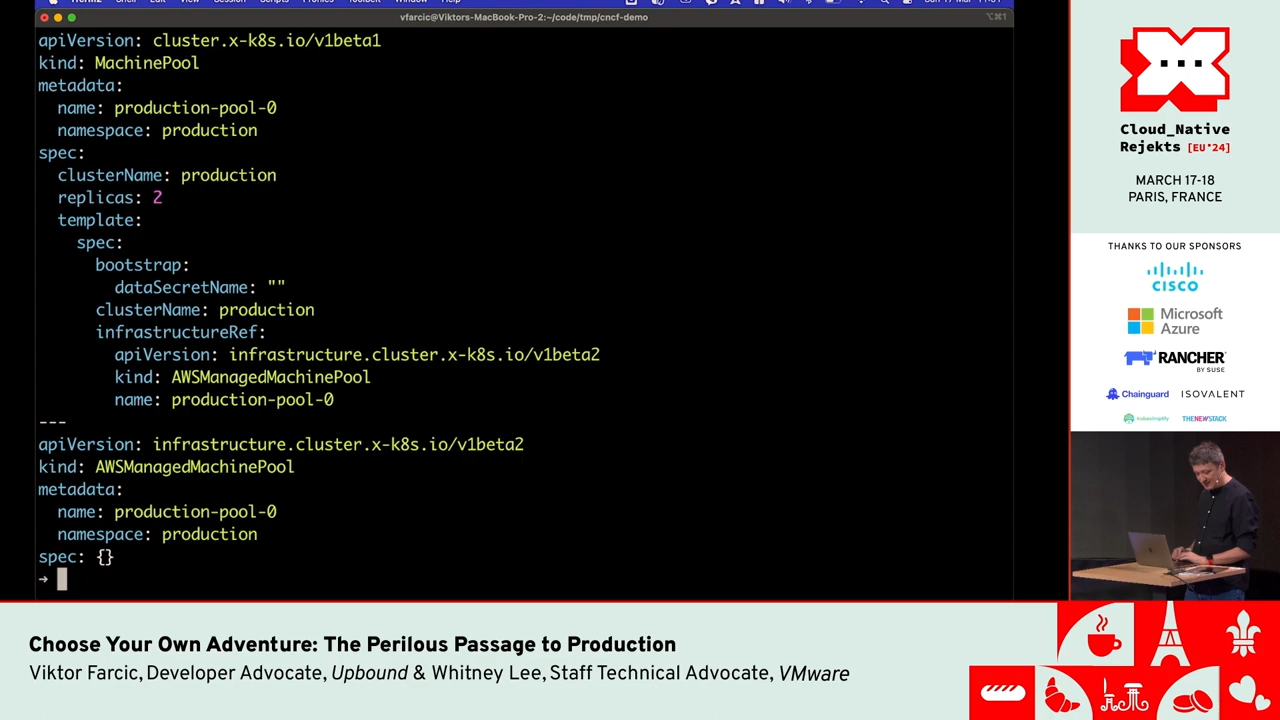 vfarcic@Viktors-MacBook-Pro-2:~/code/tmp/cncf-demo
⌥⌘1
apiVersion: cluster.x-k8s.io/v1beta1
kind: MachinePool
metadata:
  name: production-pool-0
  namespace: production
spec:
  clusterName: production
  replicas: 2
  template:
    spec:
      bootstrap:
        dataSecretName: ""
      clusterName: production
      infrastructureRef:
        apiVersion: infrastructure.cluster.x-k8s.io/v1beta2
        kind: AWSManagedMachinePool
        name: production-pool-0
---
apiVersion: infrastructure.cluster.x-k8s.io/v1beta2
kind: AWSManagedMachinePool
metadata:
  name: production-pool-0
  namespace: production
spec: {}
→
Cloud_Native
Rejekts [EU'24]
MARCH 17-18
PARIS, FRANCE
THANKS TO OUR SPONSORS
CISCO
Microsoft
Azure
RANCHER
BY SUSE
Chainguard
ISOVALENT
THENEWSTACK
Choose Your Own Adventure: The Perilous Passage to Production
Viktor Farcic, Developer Advocate, Upbound & Whitney Lee, Staff Technical Advocate, VMware